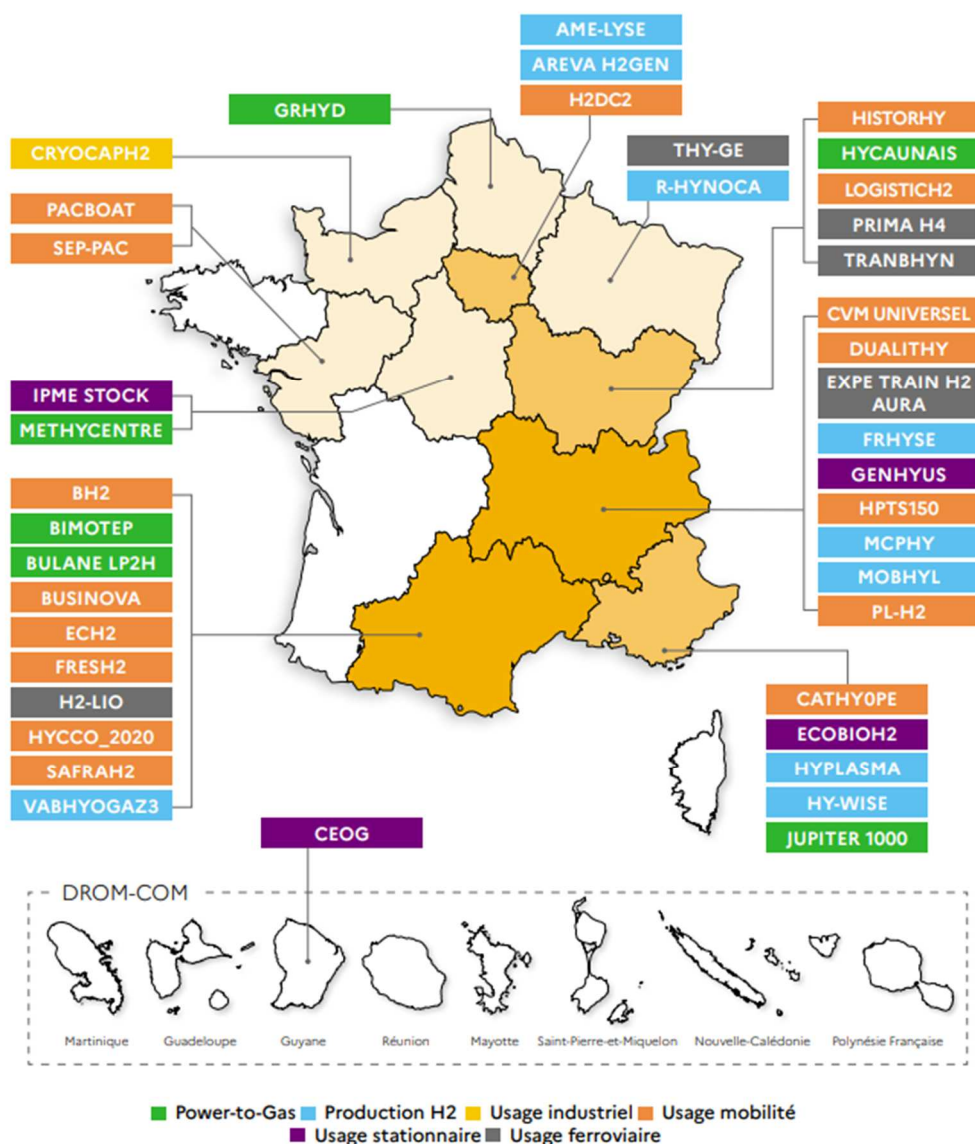 AME-LYSE
AREVA H2GEN
H2DC2
GRHYD
CRYOCAPH2
PACBOAT
SEP-PAC
THY-GE
R-HYNOCA
HISTORHY
HYCAUNAIS
LOGISTICH2
PRIMA H4
TRANBHYN
CVM UNIVERSEL
DUALITHY
EXPE TRAIN H2
AURA
FRHYSE
GENHYUS
HPTS150
MCPHY
MOBHYL
PL-H2
IPME STOCK
METHYCENTRE
BH2
BIMOTEP
BULANE LP2H
BUSINOVA
ECH2
FRESH2
H2-LIO
HYCCO_2020
SAFRAH2
VABHYOGAZ3
CATHY0PE
ECOBIOH2
HYPLASMA
HY-WISE
JUPITER 1000
CEOG
DROM-COM
Martinique
Guadeloupe
Guyane
Réunion
Mayotte
Saint-Pierre-et-Miquelon
Nouvelle-Calédonie
Polynésie Française
Power-to-Gas
Production H2
Usage industriel
Usage mobilité
Usage stationnaire
Usage ferroviaire